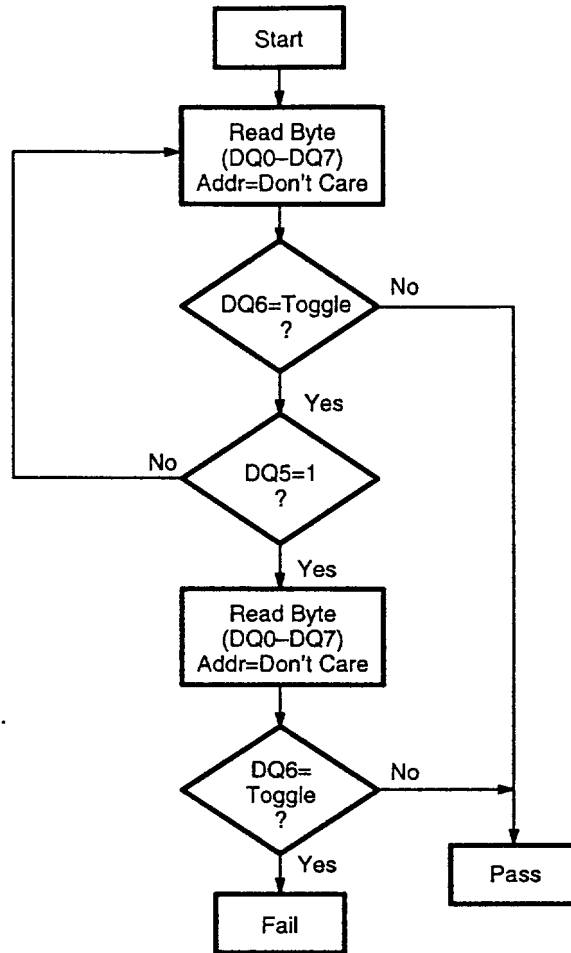 Start
Read Byte
(DQ0–DQ7)
Addr=Don't Care
DQ6=Toggle
?
No
Yes
DQ5=1
?
No
Yes
Read Byte
(DQ0–DQ7)
Addr=Don't Care
DQ6=
Toggle
?
No
Yes
Pass
Fail